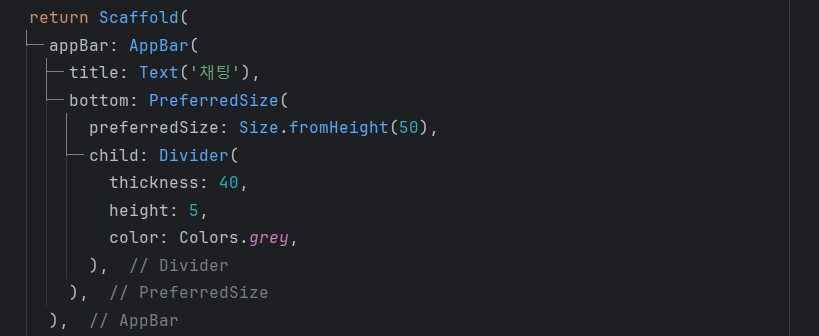 return Scaffold(
appBar: AppBar(
title: Text('채팅'),
bottom: PreferredSize(
preferredSize: Size.fromHeight(50),
child: Divider(
thickness: 40,
height: 5,
color: Colors.grey,
), // Divider
), // PreferredSize
), // AppBar